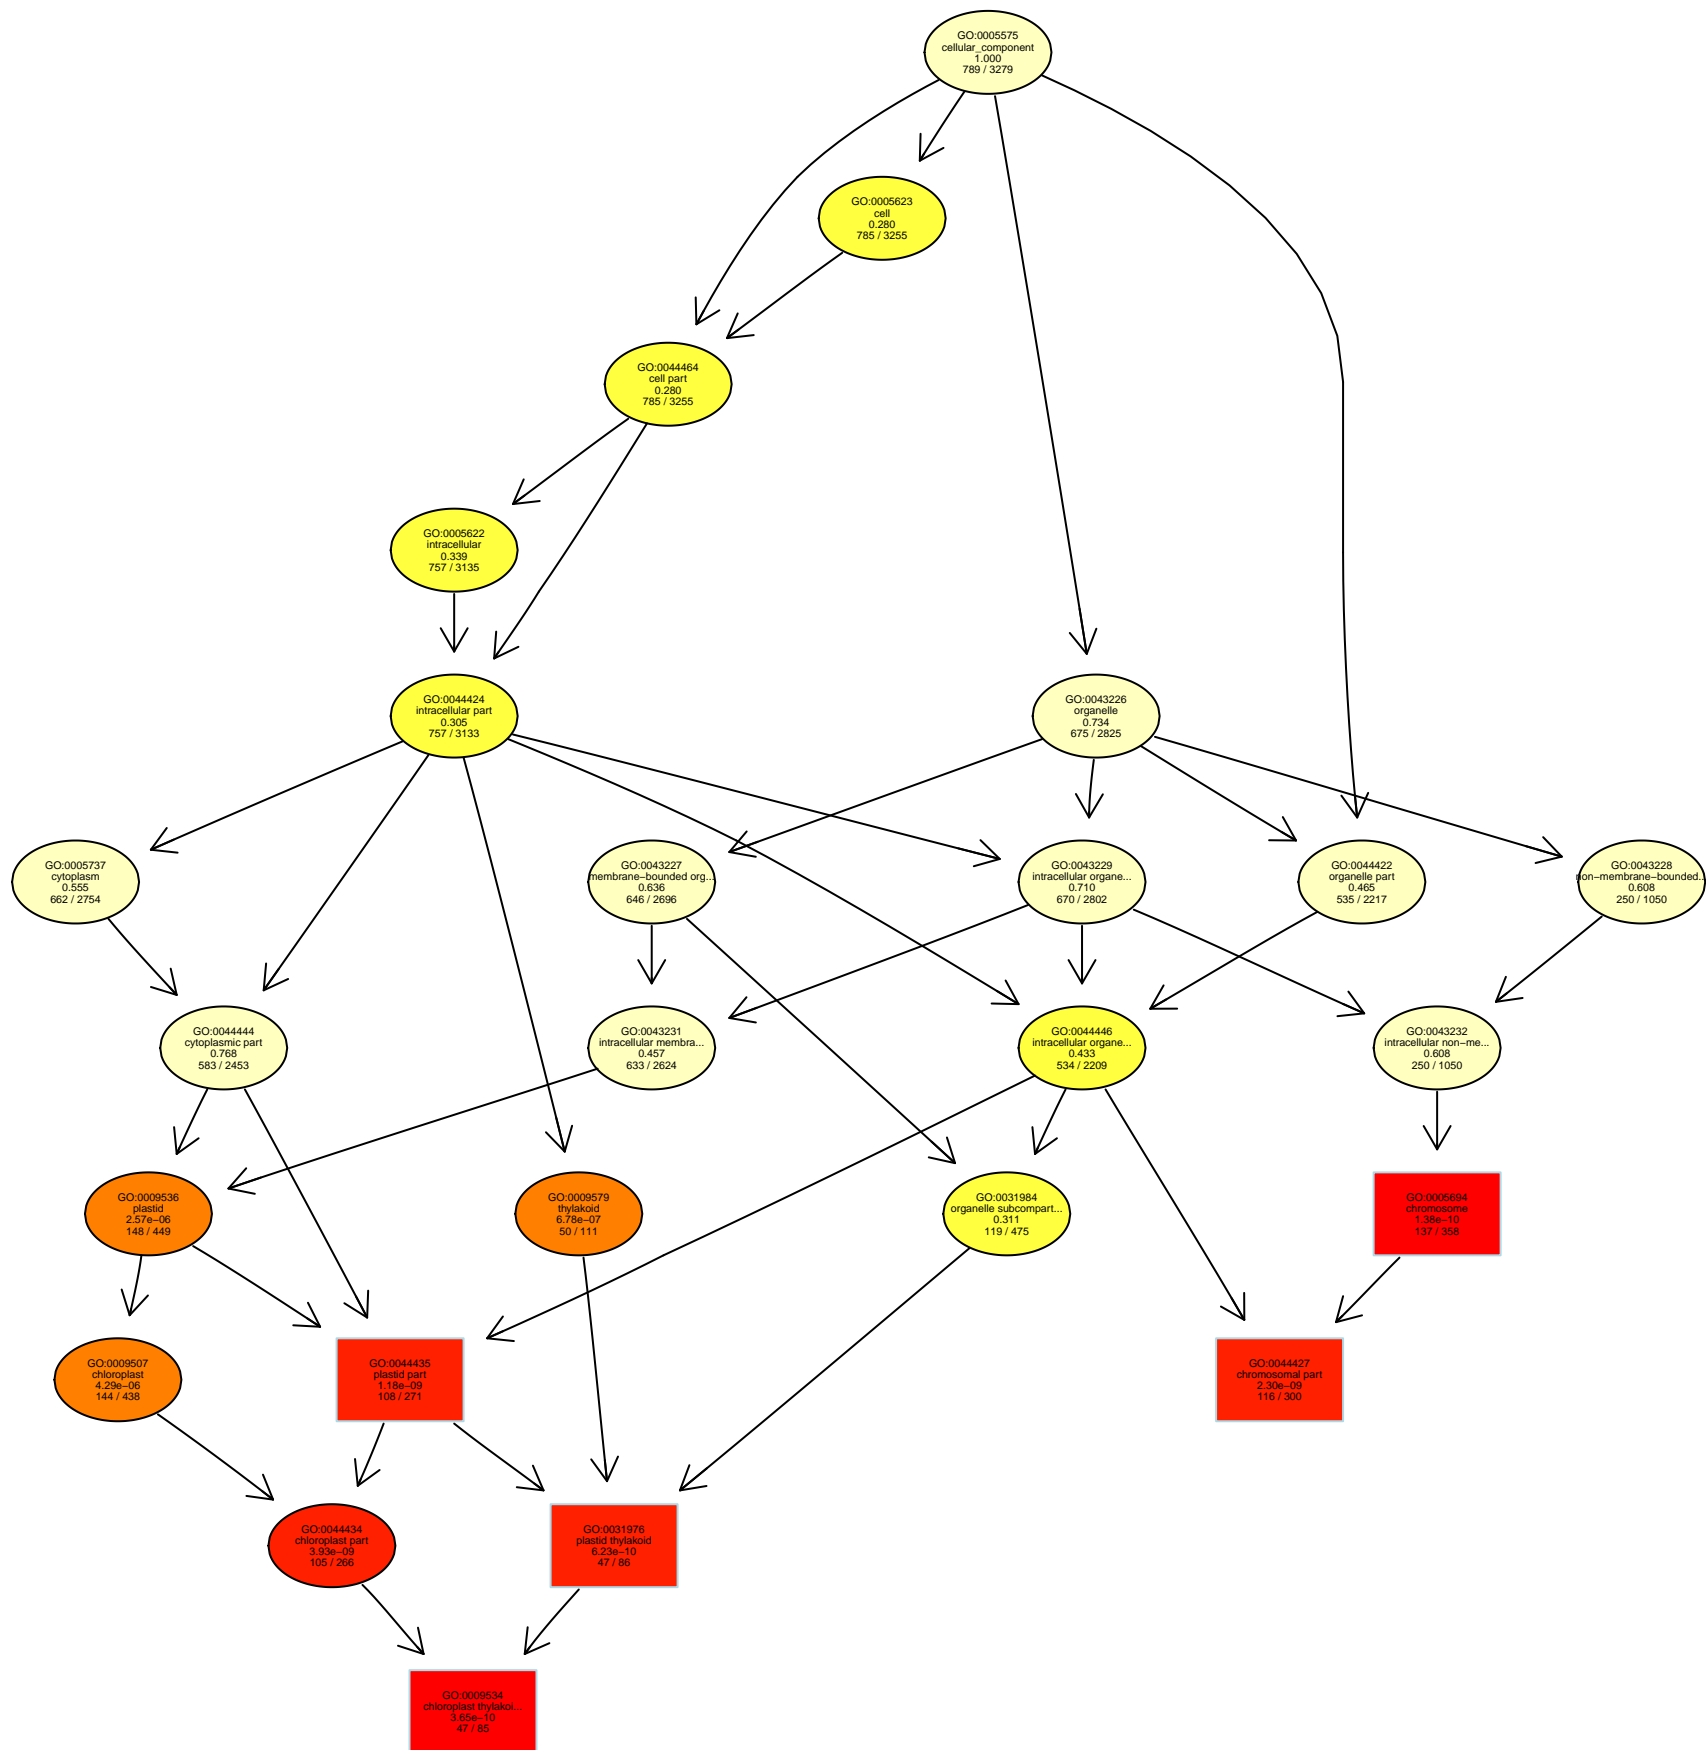 GO:0005575
cellular_component
1.000
789 / 3279
GO:0005623
cell
0.280
785 / 3255
GO:0044464
cell part
0.280
785 / 3255
GO:0005622
intracellular
0.339
757 / 3135
GO:0044424
intracellular part
0.305
757 / 3133
GO:0043226
organelle
0.734
675 / 2825
GO:0005737
cytoplasm
0.555
662 / 2754
GO:0043227
membrane−bounded org...
0.636
646 / 2696
GO:0043229
intracellular organe...
0.710
670 / 2802
GO:0044422
organelle part
0.465
535 / 2217
GO:0043228
non−membrane−bounded...
0.608
250 / 1050
GO:0044444
cytoplasmic part
0.768
583 / 2453
GO:0043231
intracellular membra...
0.457
633 / 2624
GO:0044446
intracellular organe...
0.433
534 / 2209
GO:0043232
intracellular non−me...
0.608
250 / 1050
GO:0009536
plastid
2.57e−06
148 / 449
GO:0009579
thylakoid
6.78e−07
50 / 111
GO:0031984
organelle subcompart...
0.311
119 / 475
GO:0005694
chromosome
1.38e−10
137 / 358
GO:0009507
chloroplast
4.29e−06
144 / 438
GO:0044435
plastid part
1.18e−09
108 / 271
GO:0044427
chromosomal part
2.30e−09
116 / 300
GO:0044434
chloroplast part
3.93e−09
105 / 266
GO:0031976
plastid thylakoid
6.23e−10
47 / 86
GO:0009534
chloroplast thylakoi...
3.65e−10
47 / 85